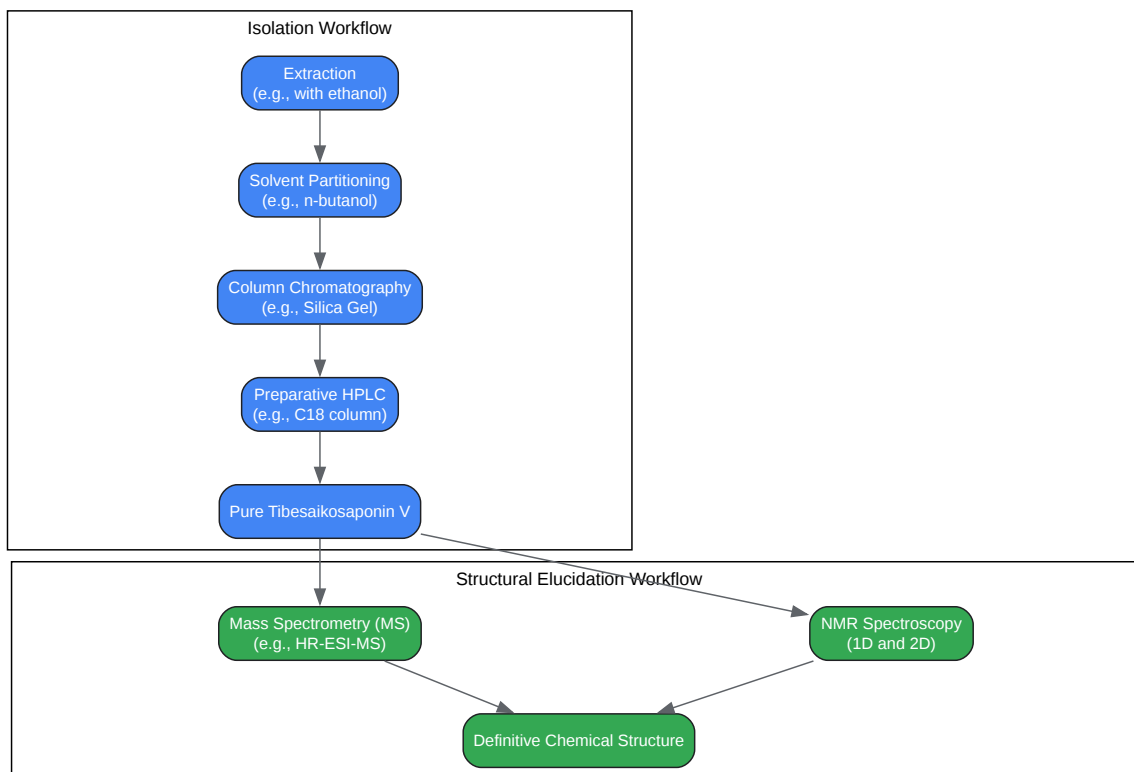 Isolation Workflow
Extraction
(e.g., with ethanol)
Solvent Partitioning
(e.g., n-butanol)
Column Chromatography
(e.g., Silica Gel)
Preparative HPLC
(e.g., C18 column)
Pure Tibesaikosaponin V
Structural Elucidation Workflow
Mass Spectrometry (MS)
(e.g., HR-ESI-MS)
NMR Spectroscopy
(1D and 2D)
Definitive Chemical Structure